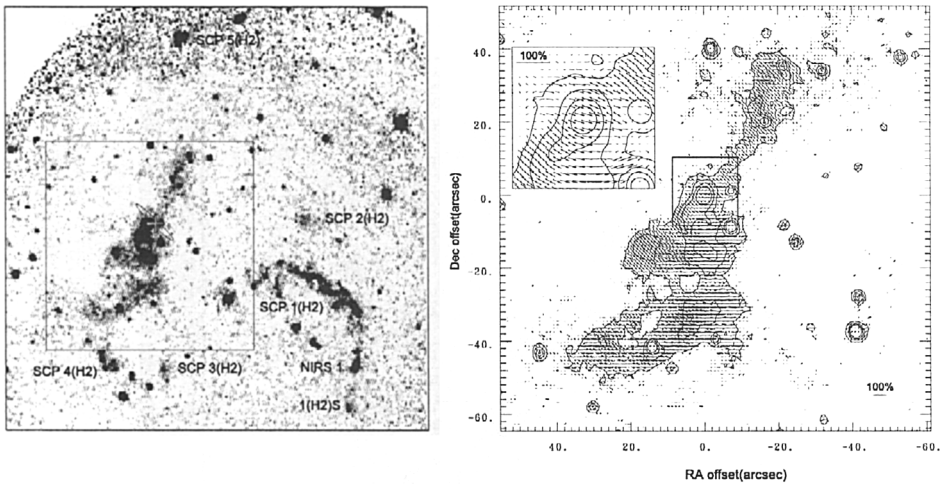 SCP 5(H2)
SCP 2(H2)
SCP 1(H2)
SCP 4(H2)
SCP 3(H2)
NIRS 1
1(H2)S
100%
40.
20.
0.
-20.
-40.
-60.
Dec offset(arcsec)
100%
40. 20. 0. -20. -40. -60.
RA offset(arcsec)